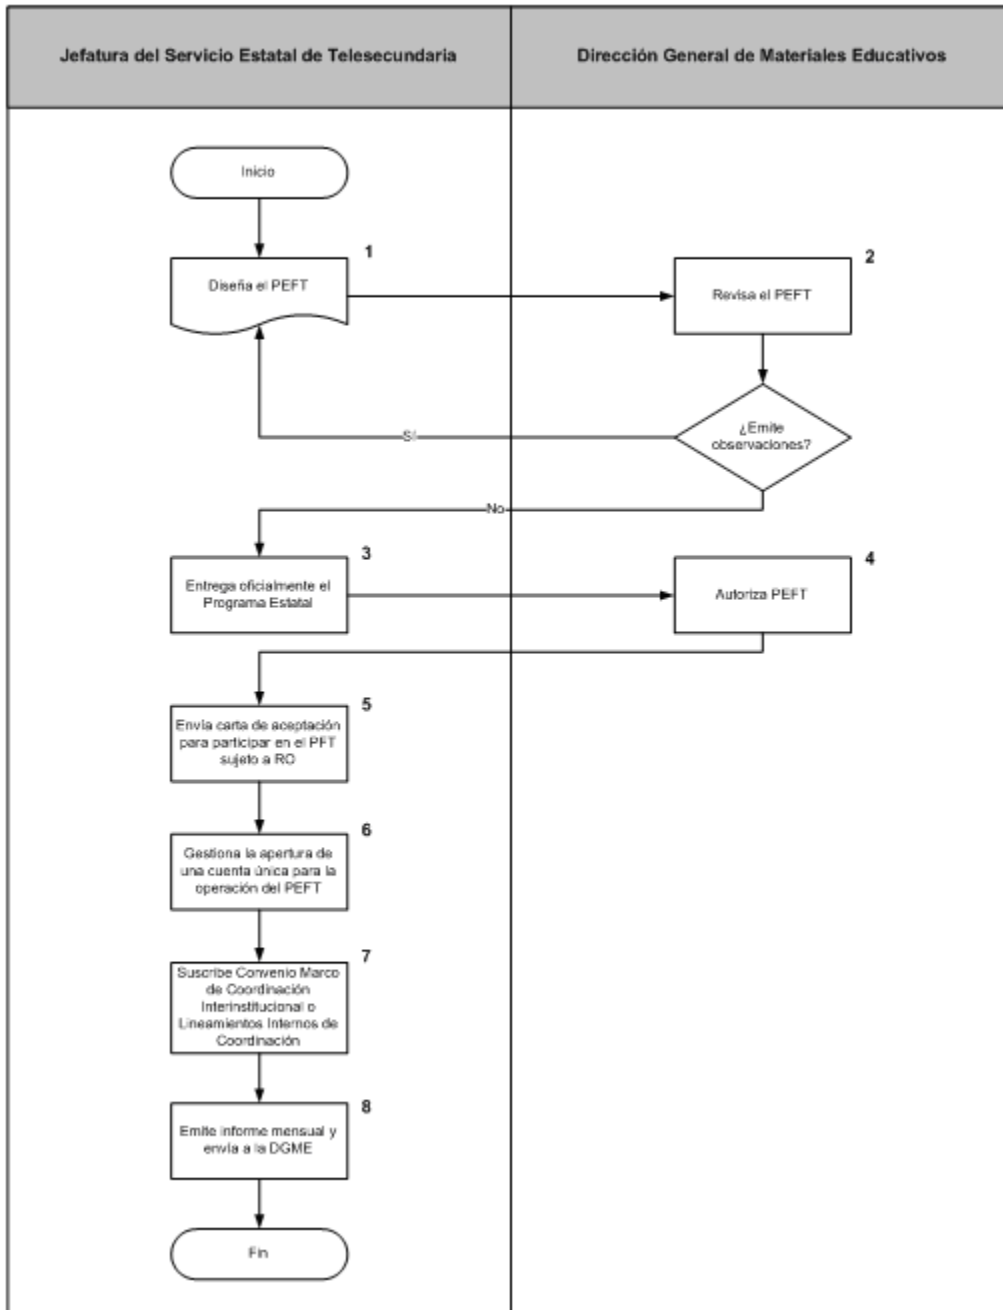 Jefatura del Servicio Estatal de Telesecundaria
Dirección General de Materiales Educativos
Inicio
1
Diseña el PEFT
2
Revisa el PEFT
¿Emite
observaciones?
Sí
No
3
Entrega oficialmente el
Programa Estatal
4
Autoriza PEFT
5
Envía carta de aceptación
para participar en el PFT
sujeto a RO
6
Gestiona la apertura de
una cuenta única para la
operación del PEFT
7
Suscribe Convenio Marco
de Coordinación
Interinstitucional o
Lineamientos Internos de
Coordinación
8
Emite informe mensual y
envía a la DGME
Fin